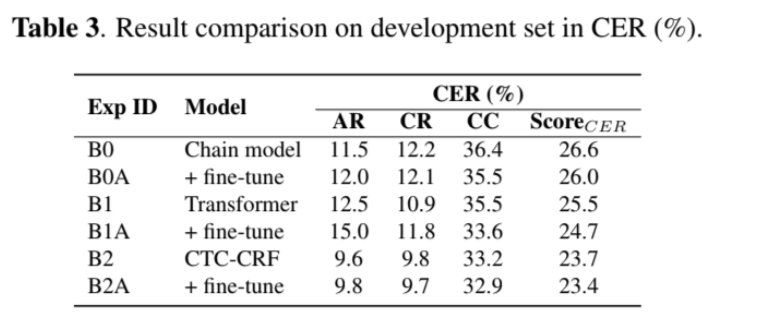 Table 3. Result comparison on development set in CER (%).
Exp ID Model CER (%)
AR CR CC ScoreCER
B0 Chain model 11.5 12.2 36.4 26.6
B0A + fine-tune 12.0 12.1 35.5 26.0
B1 Transformer 12.5 10.9 35.5 25.5
B1A + fine-tune 15.0 11.8 33.6 24.7
B2 CTC-CRF 9.6 9.8 33.2 23.7
B2A + fine-tune 9.8 9.7 32.9 23.4